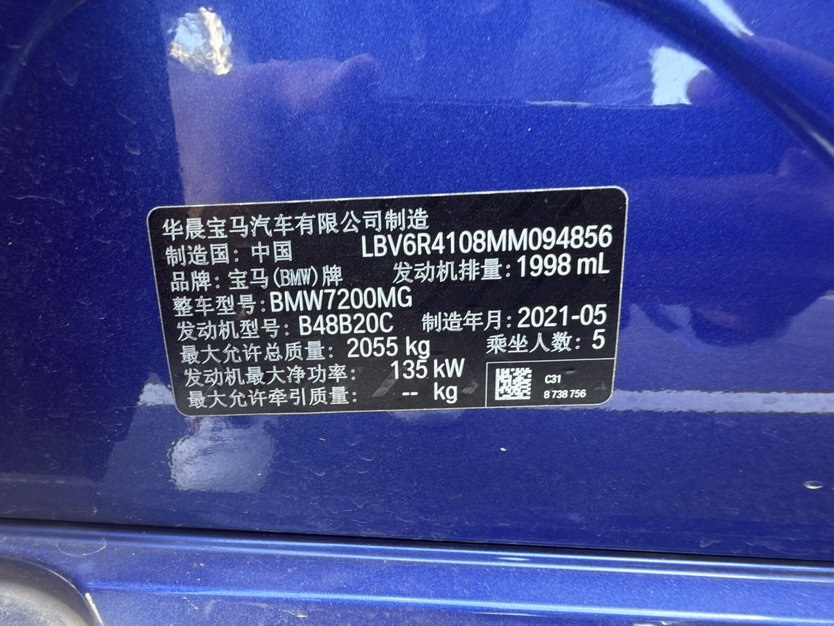 华晨宝马汽车有限公司制造
制造国: 中国 LBV6R4108MM094856
品牌: 宝马(BMW)牌 发动机排量: 1998 mL
整车型号: BMW7200MG
发动机型号: B48B20C 制造年月: 2021-05
最大允许总质量: 2055 kg 乘坐人数: 5
发动机最大净功率: 135 kW
最大允许牵引质量: -- kg
C31
8 738 756